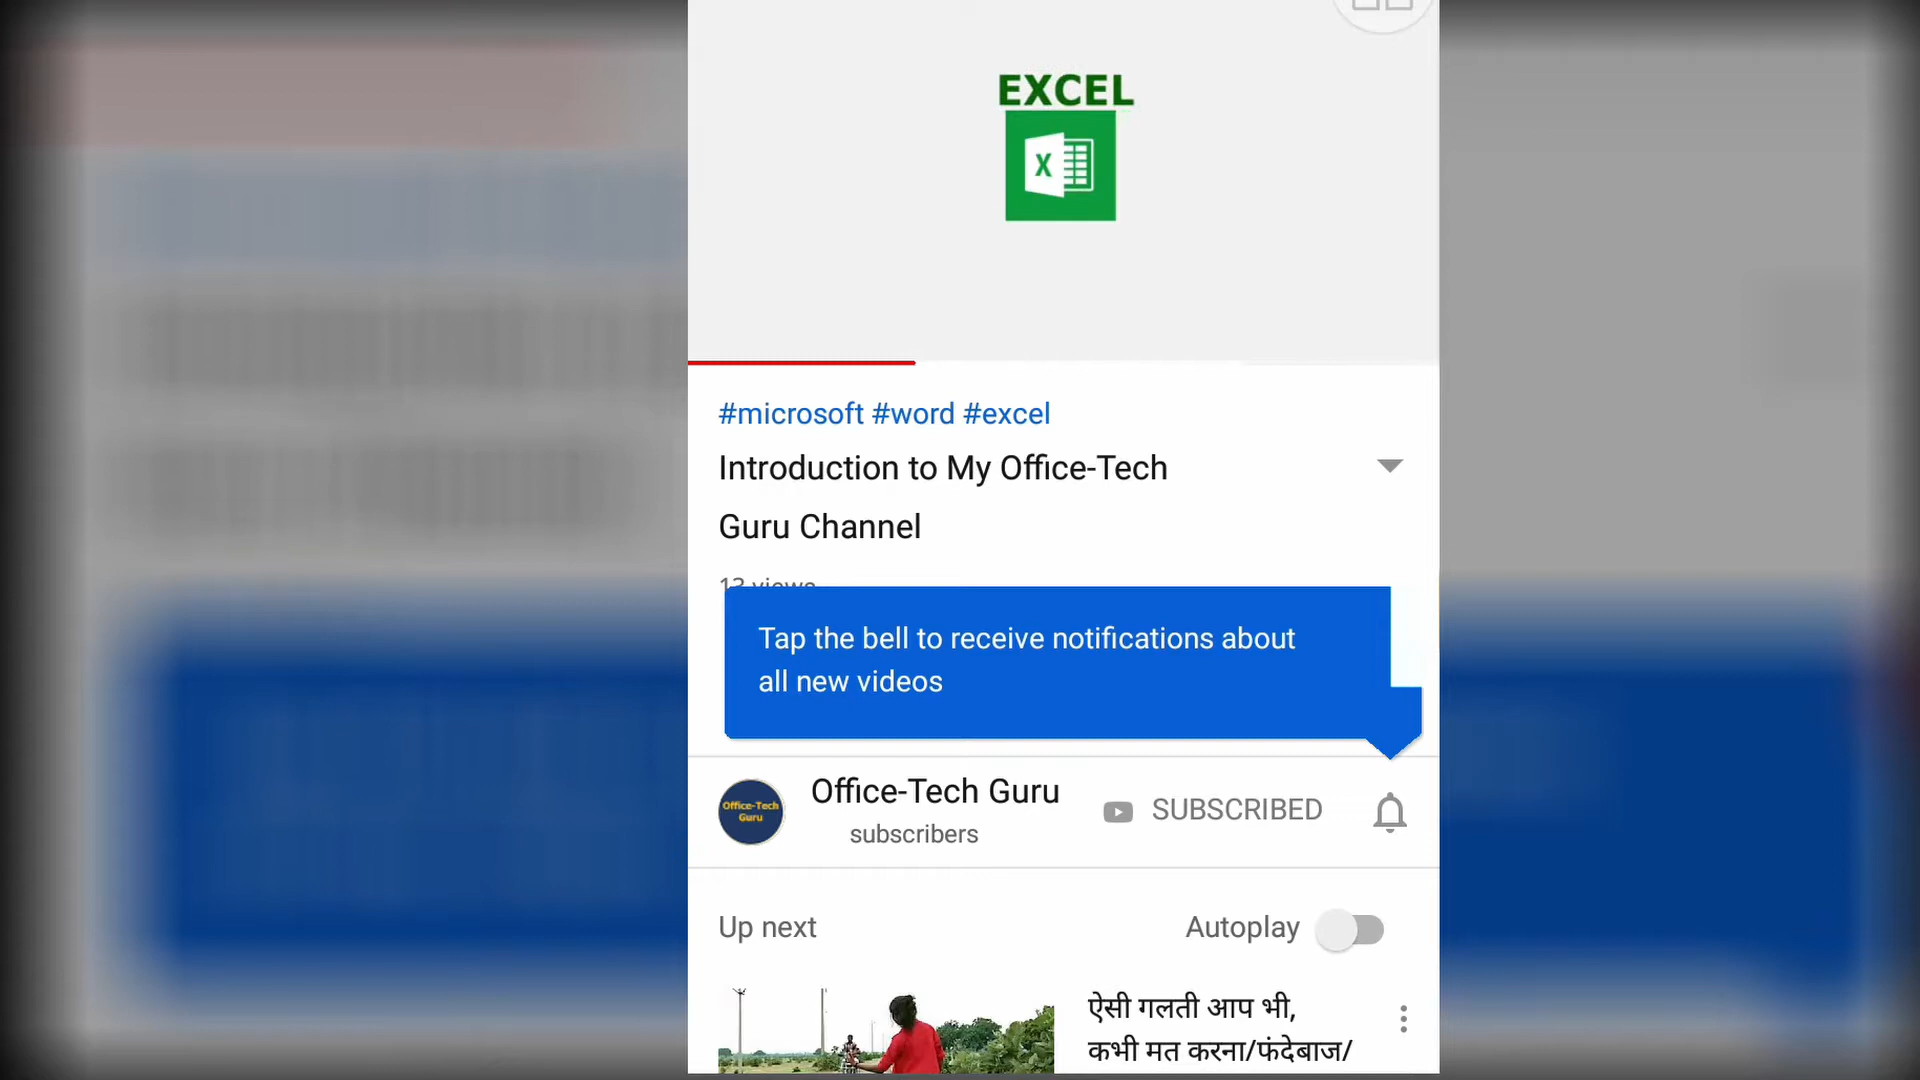 EXCEL
X
#microsoft #word #excel
Introduction to My Office-Tech
Guru Channel
13 views
Tap the bell to receive notifications about
all new videos
Office-Tech Guru
SUBSCRIBED
subscribers
Office-Tech
Guru
Up next
Autoplay
ऐसी गलती आप भी,
कभी मत करना/फंदेबाज/